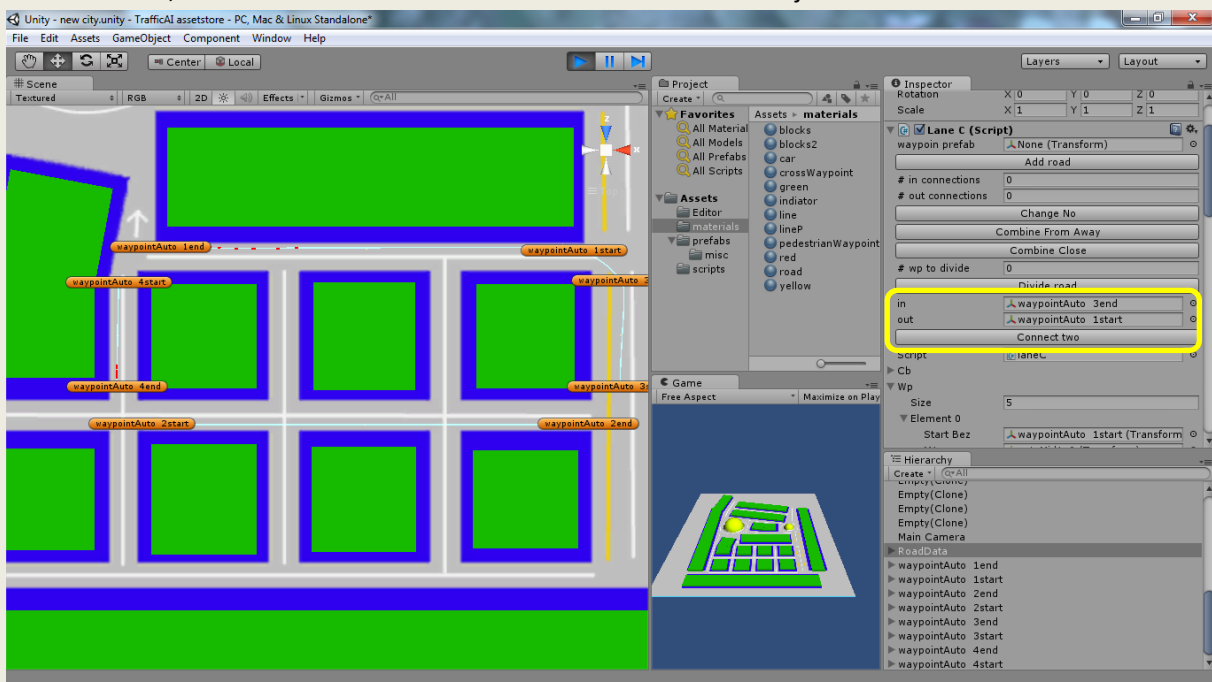 Unity - new city.unity - TrafficAI assetstore - PC, Mac & Linux Standalone*
File Edit Assets GameObject Component Window Help
Center Local
Layers Layout
# Scene
Textured RGB 2D Effects Gizmos Q▾All
z
x
waypointAuto 1end
waypointAuto 1start
waypointAuto 4start
waypointAuto 3
waypointAuto 4end
waypointAuto 3s
waypointAuto 2start
waypointAuto 2end
Project
Create
Favorites
All Material
All Models
All Prefabs
All Scripts
Assets
Editor
materials
prefabs
misc
scripts
Assets ▸ materials
blocks
blocks2
car
crossWaypoint
green
indiator
line
lineP
pedestrianWaypoint
red
road
yellow
Game
Free Aspect Maximize on Play
Inspector
Rotation X 0 Y 0 Z 0
Scale X 1 Y 1 Z 1
Lane C (Script)
waypoin prefab None (Transform)
Add road
# in connections 0
# out connections 0
Change No
Combine From Away
Combine Close
# wp to divide 0
Divide road
in waypointAuto 3end
out waypointAuto 1start
Connect two
Script laneC
Cb
Wp
Size 5
Element 0
Start Bez waypointAuto 1start (Transform
Hierarchy
Create Q▾All
Empty(Clone)
Empty(Clone)
Empty(Clone)
Empty(Clone)
Main Camera
RoadData
waypointAuto 1end
waypointAuto 1start
waypointAuto 2end
waypointAuto 2start
waypointAuto 3end
waypointAuto 3start
waypointAuto 4end
waypointAuto 4start